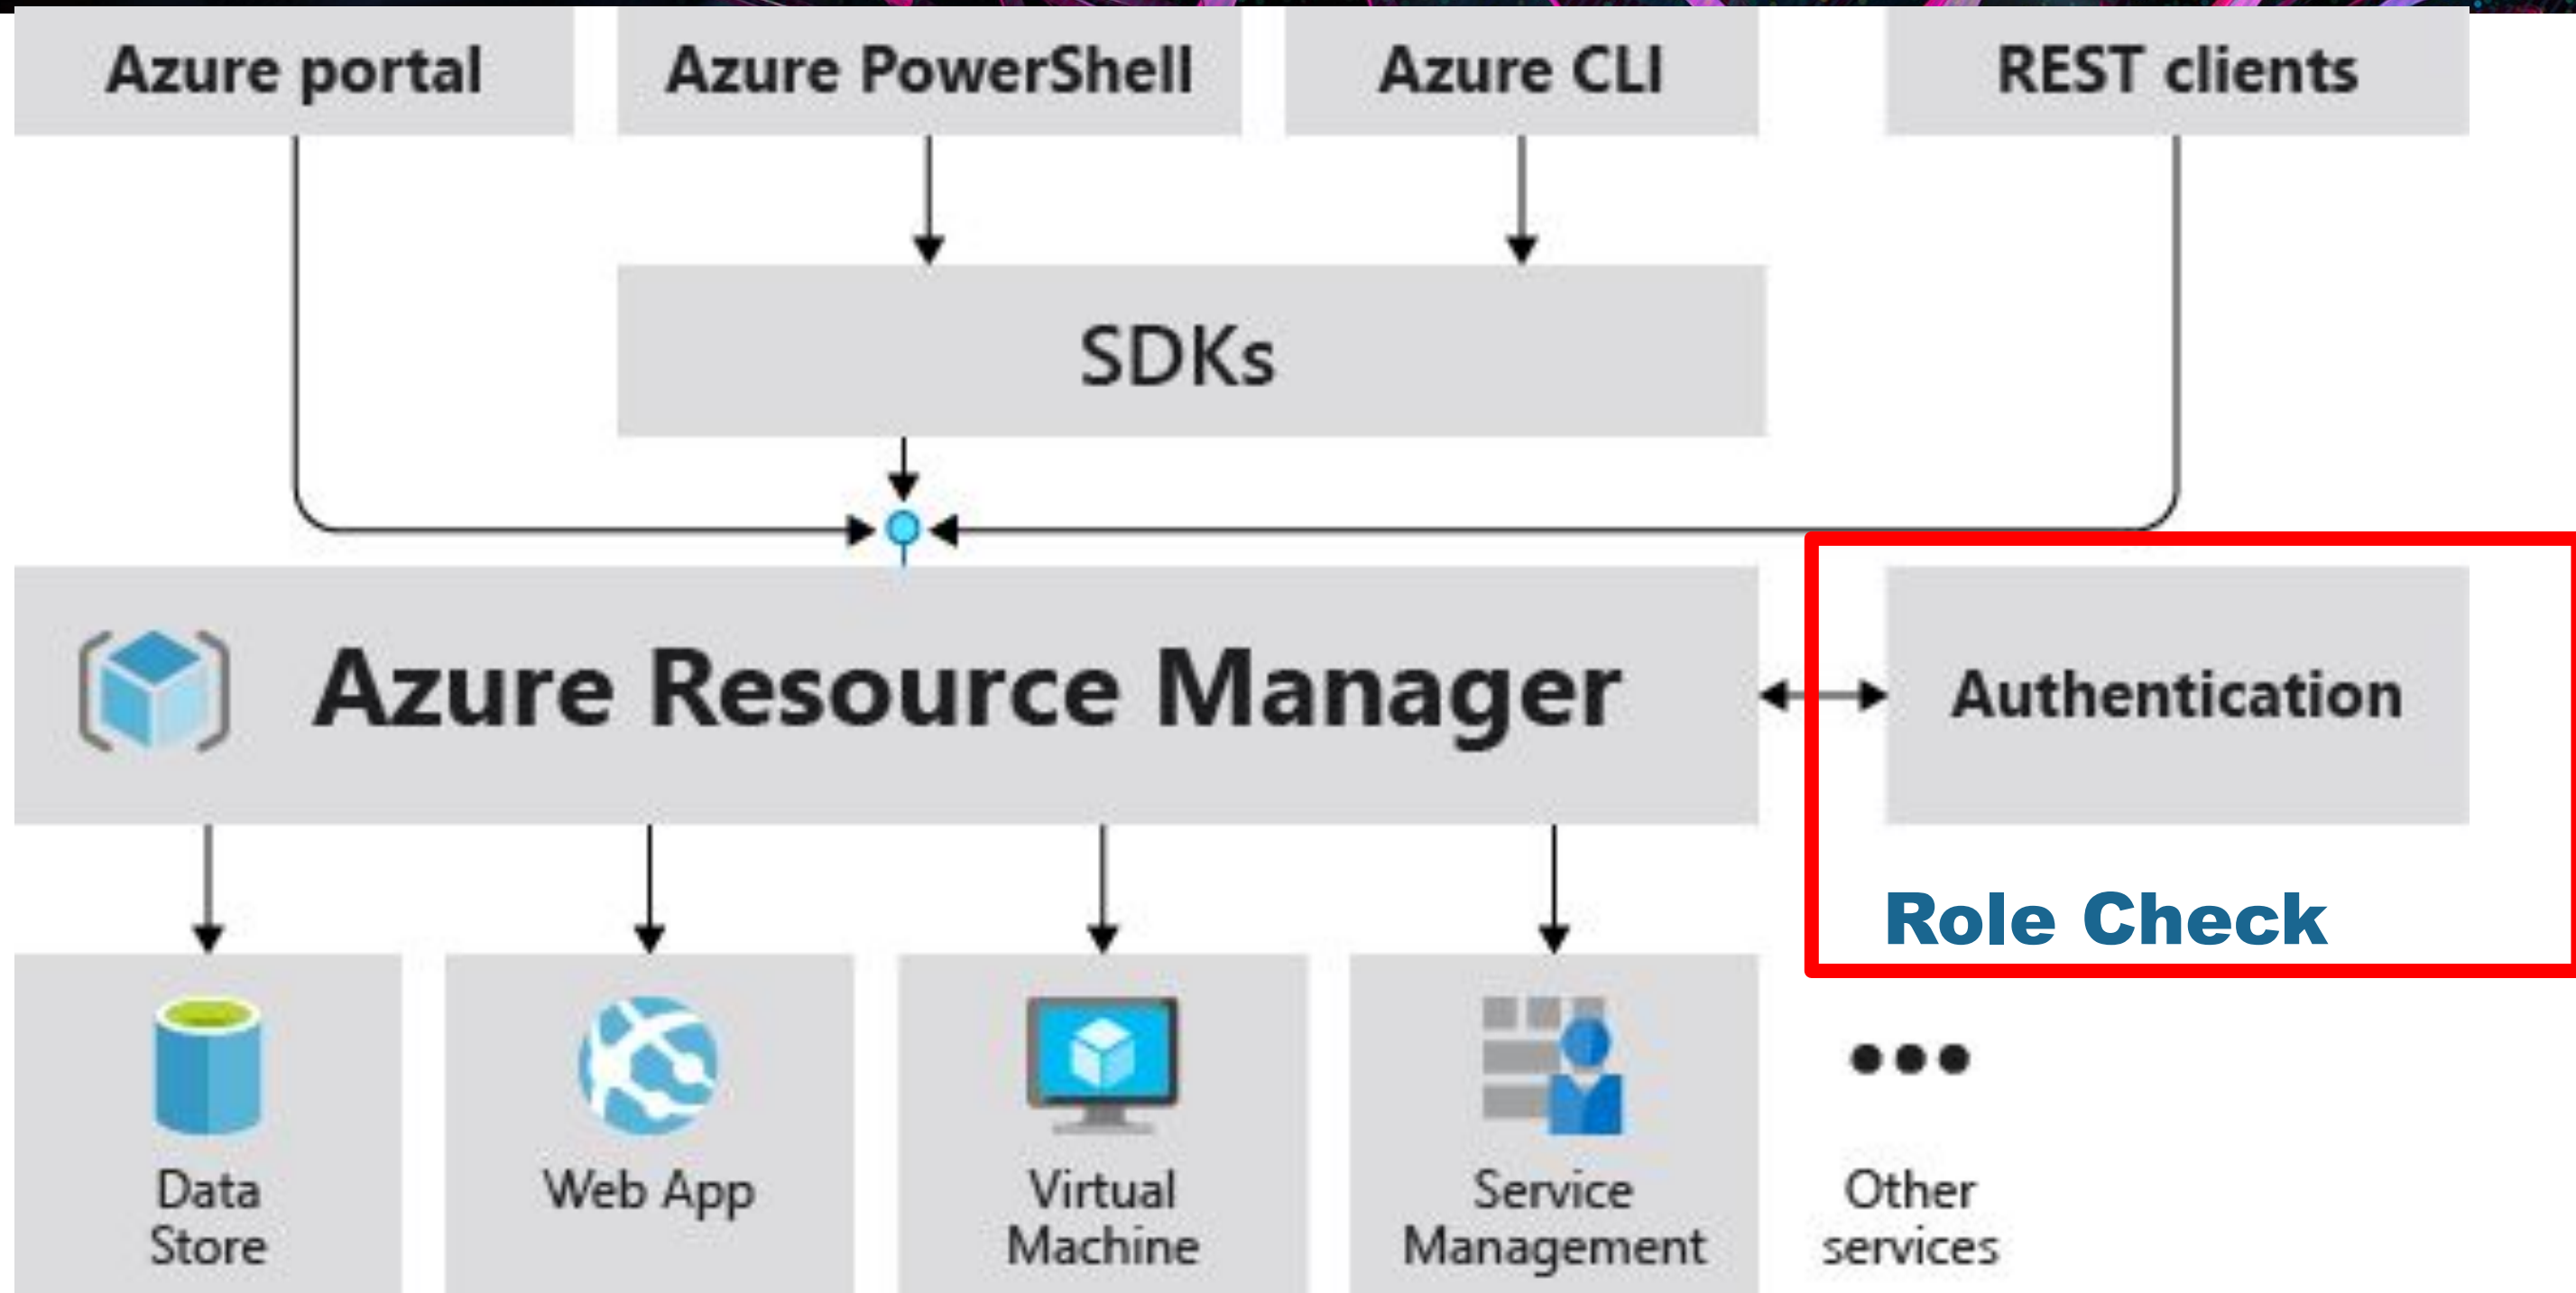 Azure portal
Azure PowerShell
Azure CLI
REST clients
SDKs
Azure Resource Manager
Authentication
Role Check
Data
Store
Web App
Virtual
Machine
Service
Management
Other
services